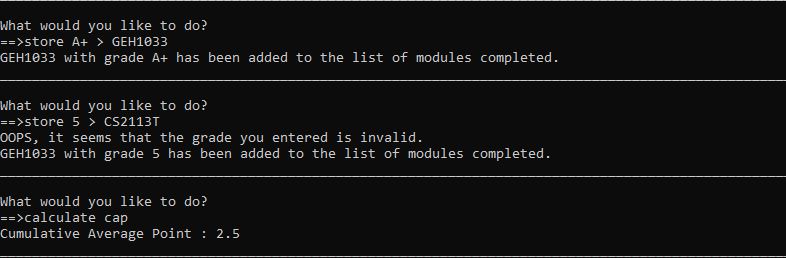 What would you like to do?
==>store A+ > GEH1033
GEH1033 with grade A+ has been added to the list of modules completed.
What would you like to do?
==>store 5 > CS2113T
OOPS, it seems that the grade you entered is invalid.
GEH1033 with grade 5 has been added to the list of modules completed.
What would you like to do?
==>calculate cap
Cumulative Average Point : 2.5